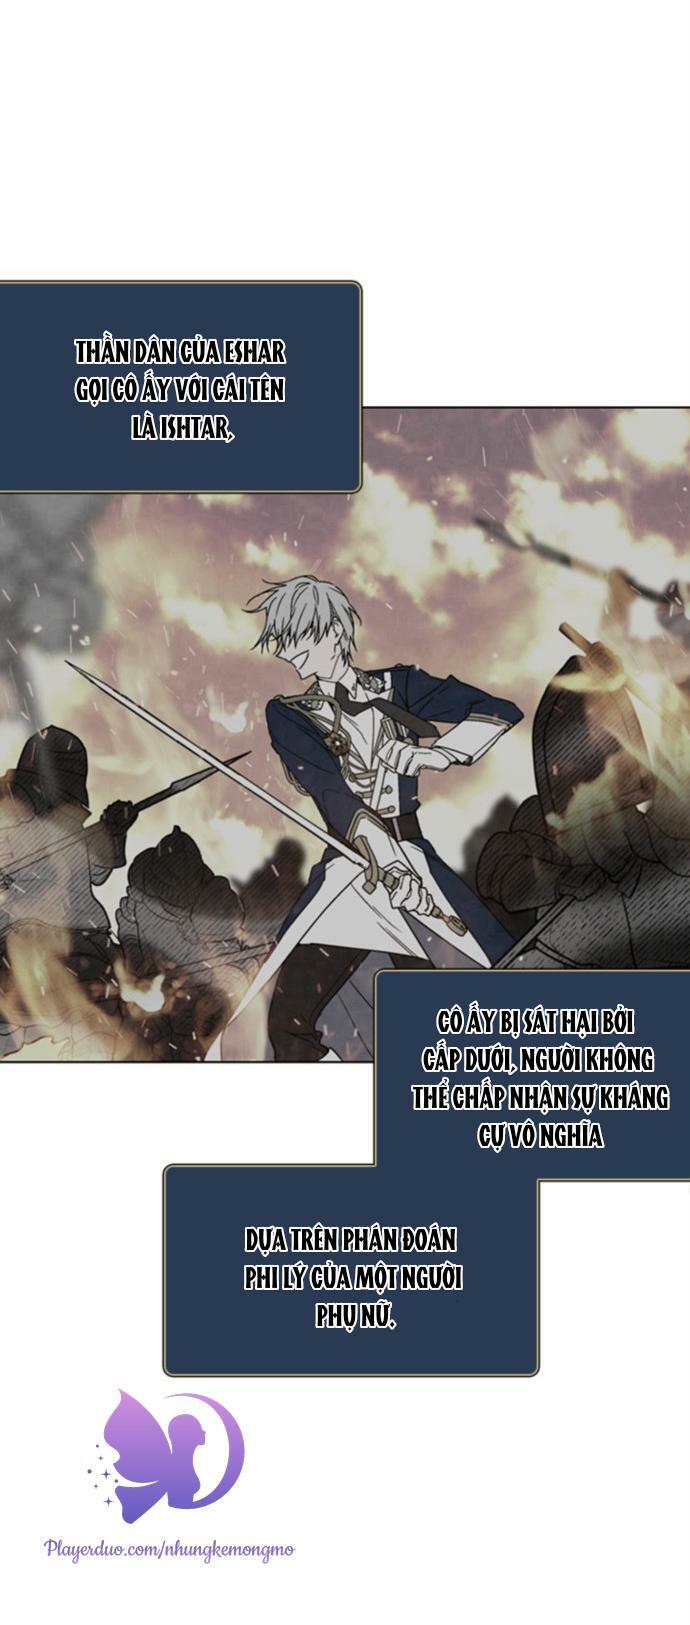 THẦN DÂN CỦA ESHAR
GỌI CÔ ẤY VỚI CÁI TÊN
LÀ ISHTAR,
CÔ ẤY BỊ SÁT HẠI BỞI
CẤP DƯỚI, NGƯỜI KHÔNG
THỂ CHẤP NHẬN SỰ KHÁNG
CỰ VÔ NGHĨA
DỰA TRÊN PHÁN ĐOÁN
PHI LÝ CỦA MỘT NGƯỜI
PHỤ NỮ.
Playerduo.com/nhungkemongmo